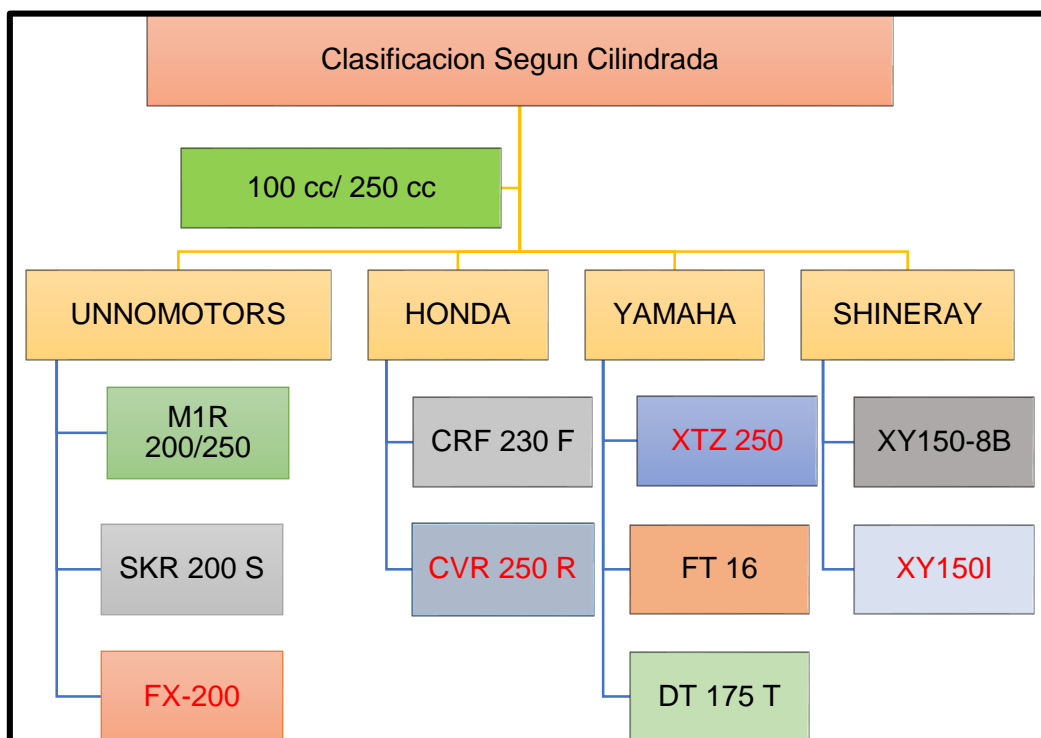 Clasificacion Segun Cilindrada
100 cc/ 250 cc
UNNOMOTORS
HONDA
YAMAHA
SHINERAY
M1R
200/250
SKR 200 S
FX-200
CRF 230 F
CVR 250 R
XTZ 250
FT 16
DT 175 T
XY150-8B
XY150I